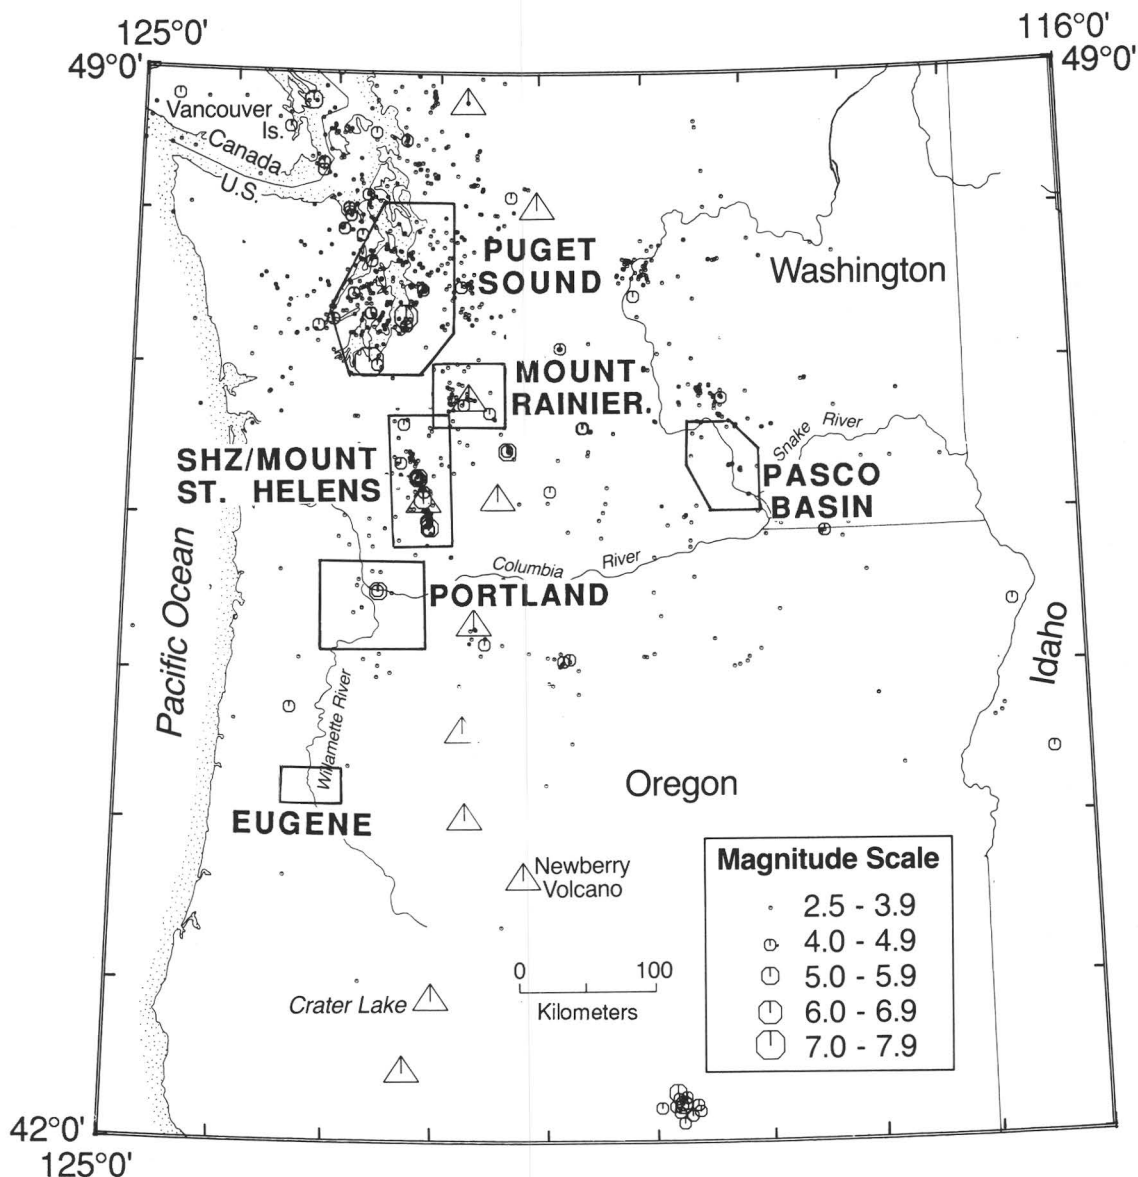 125°0'
116°0'
49°0'
49°0'
Vancouver
Is.
Canada
U.S.
PUGET
SOUND
Washington
MOUNT
RAINIER.
Snake River
SHZ/MOUNT
ST. HELENS
PASCO
BASIN
Columbia River
PORTLAND
Pacific Ocean
Idaho
Willamette River
Oregon
EUGENE
Newberry
Volcano
Magnitude Scale
2.5 - 3.9
4.0 - 4.9
5.0 - 5.9
6.0 - 6.9
7.0 - 7.9
0 100
Kilometers
Crater Lake
42°0'
125°0'